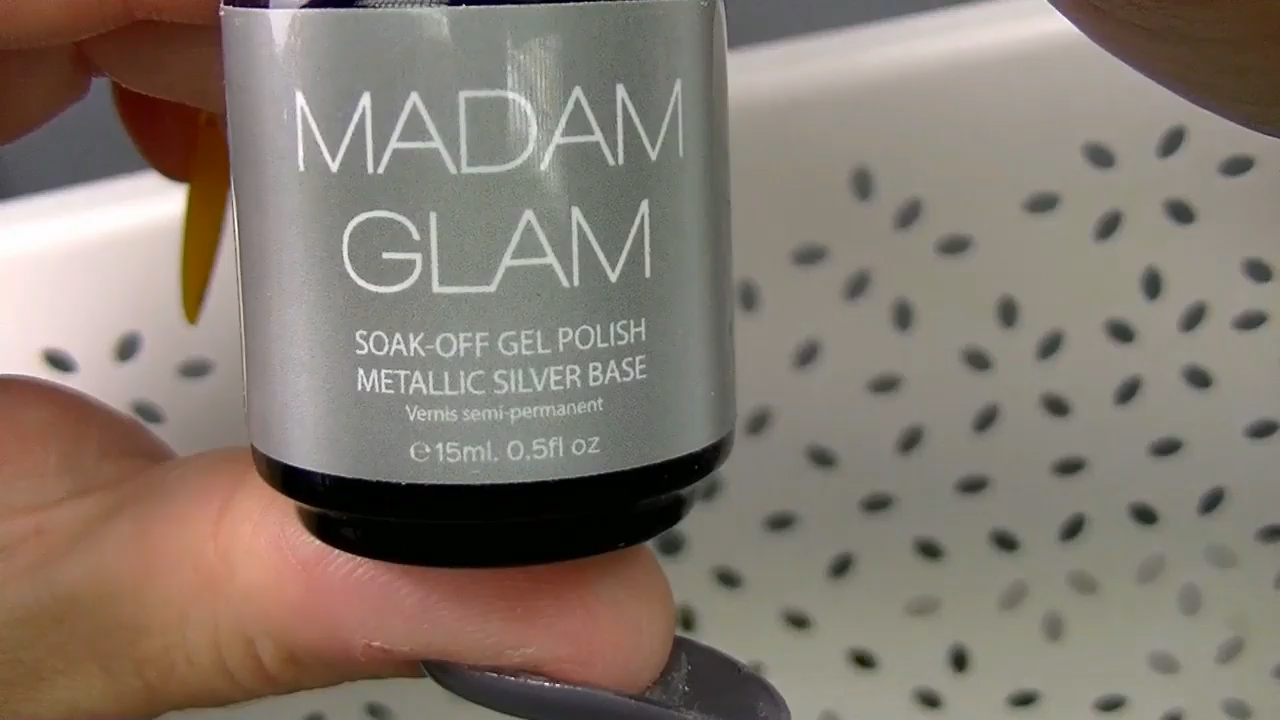 MADAM
GLAM
SOAK-OFF GEL POLISH
METALLIC SILVER BASE
Vernis semi-permanent
℮15ml. 0.5fl oz